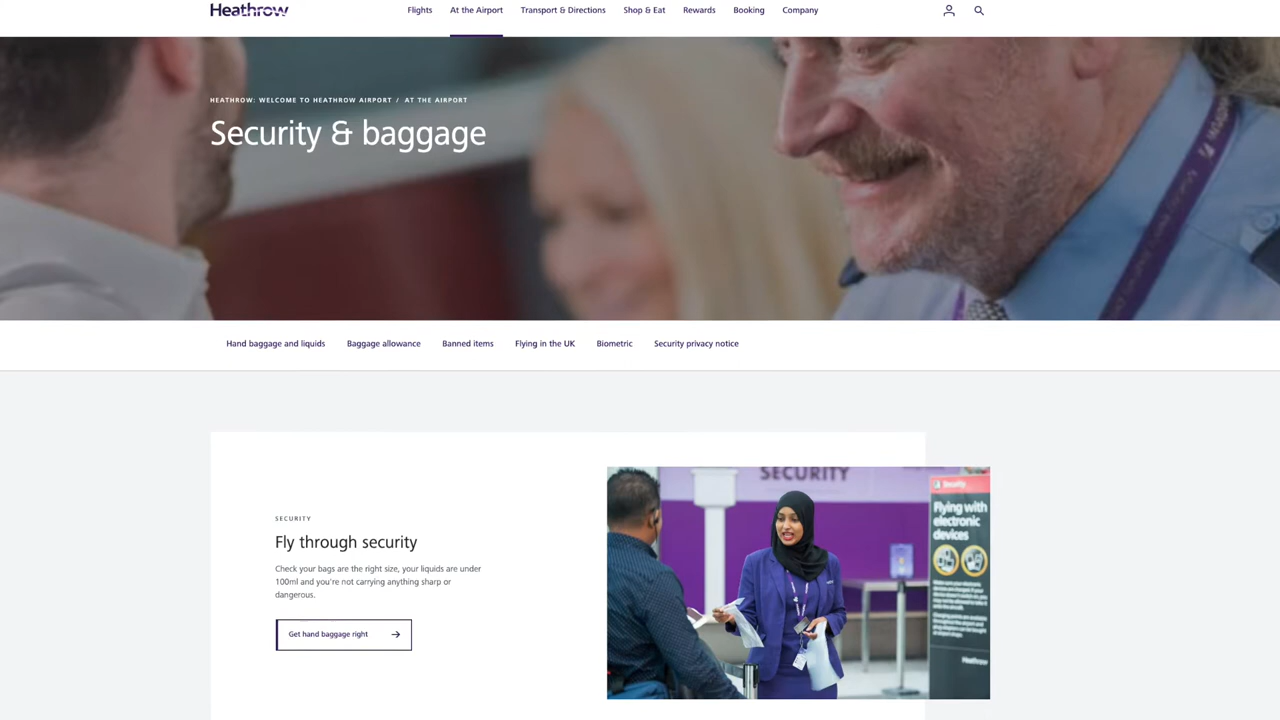 Heathrow
Flights At the Airport Transport & Directions Shop & Eat Rewards Booking Company
HEATHROW: WELCOME TO HEATHROW AIRPORT / AT THE AIRPORT
Security & baggage
Hand baggage and liquids Baggage allowance Banned items Flying in the UK Biometric Security privacy notice
SECURITY
Fly through security
Check your bags are the right size, your liquids are under
100ml and you're not carrying anything sharp or
dangerous.
Get hand baggage right
SECURITY
Security
Flying with
electronic
devices
Heathrow